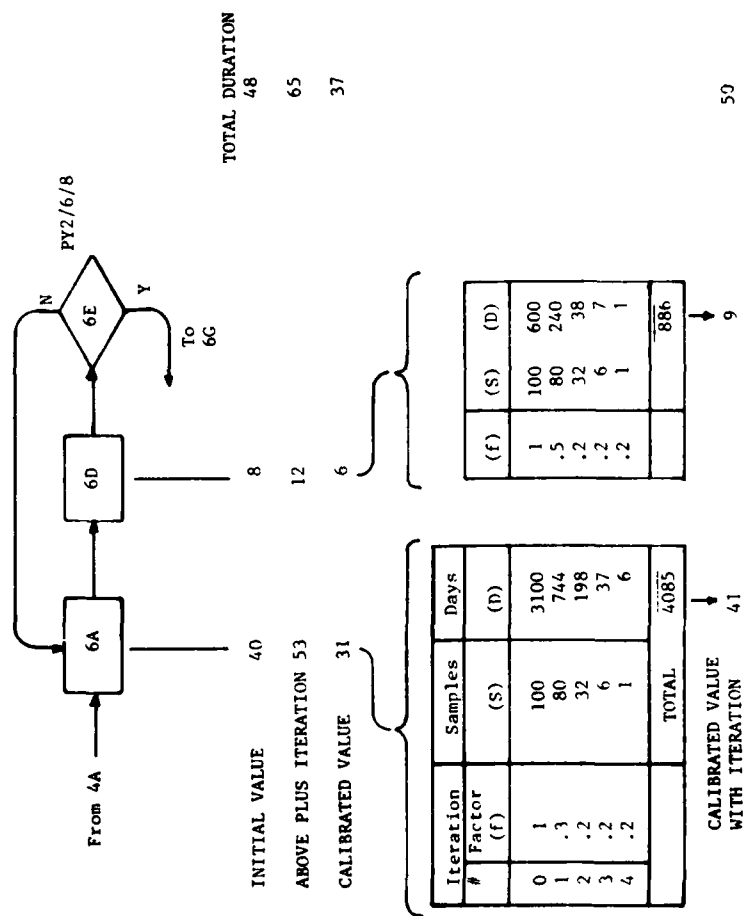 PY2/6/8
N
From 4A
6A
6D
6E
Y
To
6G
TOTAL DURATION
INITIAL VALUE 40 8 48
ABOVE PLUS ITERATION 53 12 65
CALIBRATED VALUE 31 6 37
Iteration Samples Days
# Factor (f) (S) (D)
0 1 100 3100
1 .3 80 744
2 .2 32 198
3 .2 6 37
4 .2 1 6
TOTAL 4085
(f) (S) (D)
1 100 600
.5 80 240
.2 32 38
.2 6 7
.2 1 1
886
CALIBRATED VALUE
WITH ITERATION 41 9 50